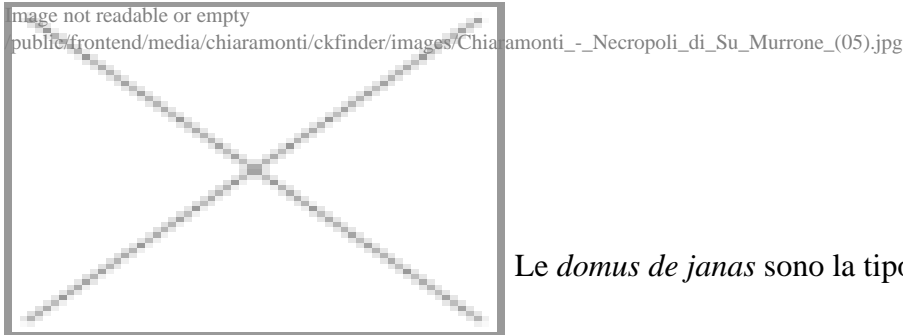 Image not readable or empty
/public/frontend/media/chiaramonti/ckfinder/images/Chiaramonti_-_Necropoli_di_Su_Murrone_(05).jpg
Le domus de janas sono la tipo